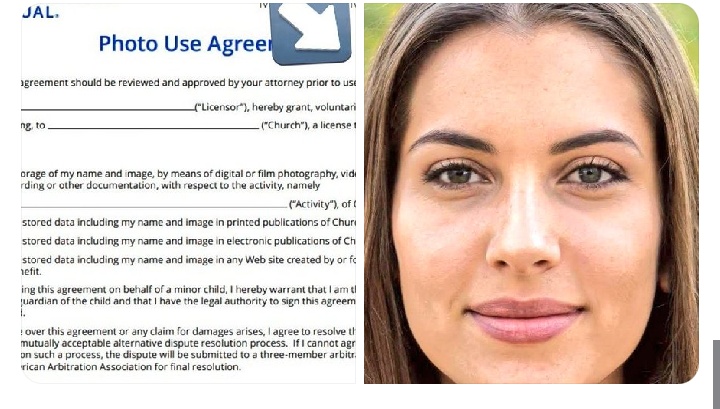 UAL.
Photo Use Agreer
agreement should be reviewed and approved by your attorney prior to use
("Licensor"), hereby grant, voluntari
ng, to ("Church"), a license t
orage of my name and image, by means of digital or film photography, vide
rding or other documentation, with respect to the activity, namely
("Activity"), of C
stored data including my name and image in printed publications of Churc
stored data including my name and image in electronic publications of Ch
stored data including my name and image in any Web site created by or fo
nefit.
ing this agreement on behalf of a minor child, I hereby warrant that I am th
guardian of the child and that I have the legal authority to sign this agreem
e over this agreement or any claim for damages arises, I agree to resolve th
mutually acceptable alternative dispute resolution process. If I cannot agr
on such a process, the dispute will be submitted to a three-member arbitra
rican Arbitration Association for final resolution.